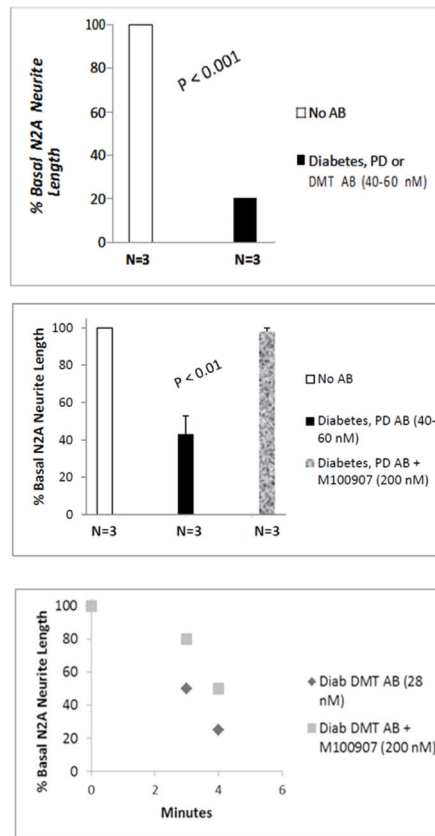 100
80
60
40
20
0
% Basal N2A Neurite
Length
P < 0.001
N=3
N=3
No AB
Diabetes, PD or
DMT AB (40-60 nM)
100
80
60
40
20
0
% Basal N2A Neurite Length
P < 0.01
N=3
N=3
N=3
No AB
Diabetes, PD AB (40-
60 nM)
Diabetes, PD AB +
M100907 (200 nM)
100
80
60
40
20
0
% Basal N2A Neurite Length
0
2
4
6
Minutes
Diab DMT AB (28
nM)
Diab DMT AB +
M100907 (200 nM)